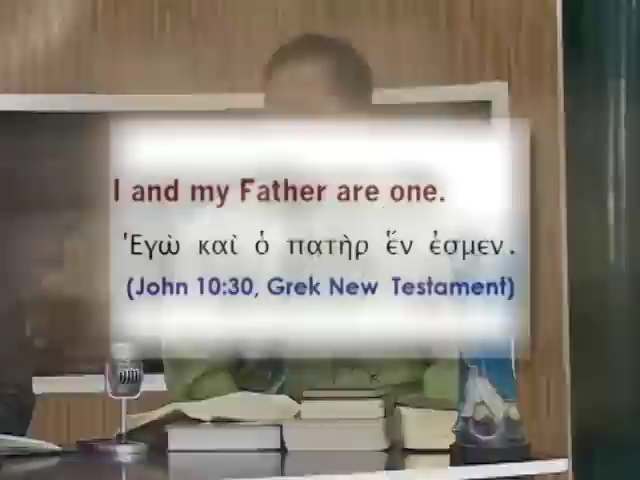 I and my Father are one.
Ἐγὼ καὶ ὁ πατὴρ ἕν ἐσμεν.
(John 10:30, Grek New Testament)